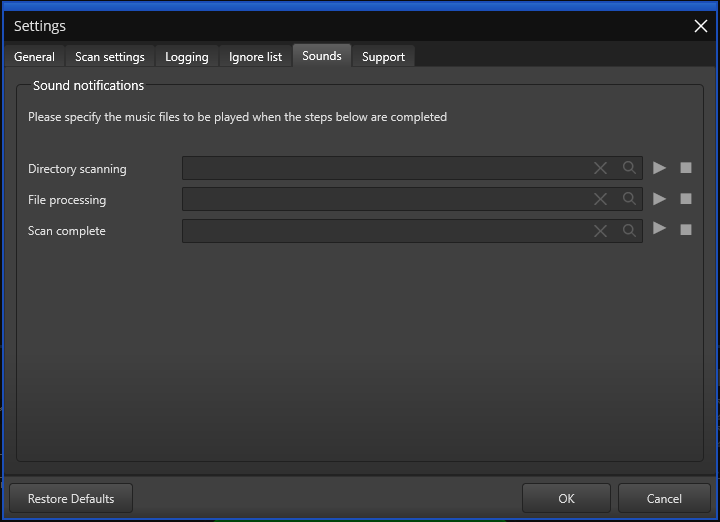 Settings
General Scan settings Logging Ignore list Sounds Support
Sound notifications
Please specify the music files to be played when the steps below are completed
Directory scanning
File processing
Scan complete
Restore Defaults OK Cancel